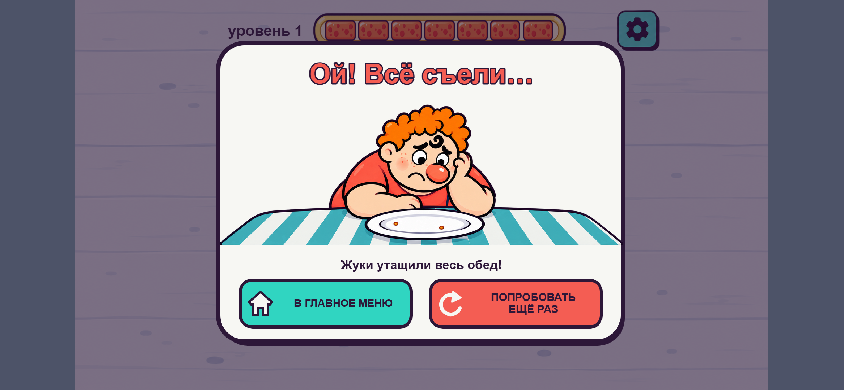 уровень 1
Ой! Всё съели...
Жуки утащили весь обед!
В ГЛАВНОЕ МЕНЮ
ПОПРОБОВАТЬ
ЕЩЁ РАЗ